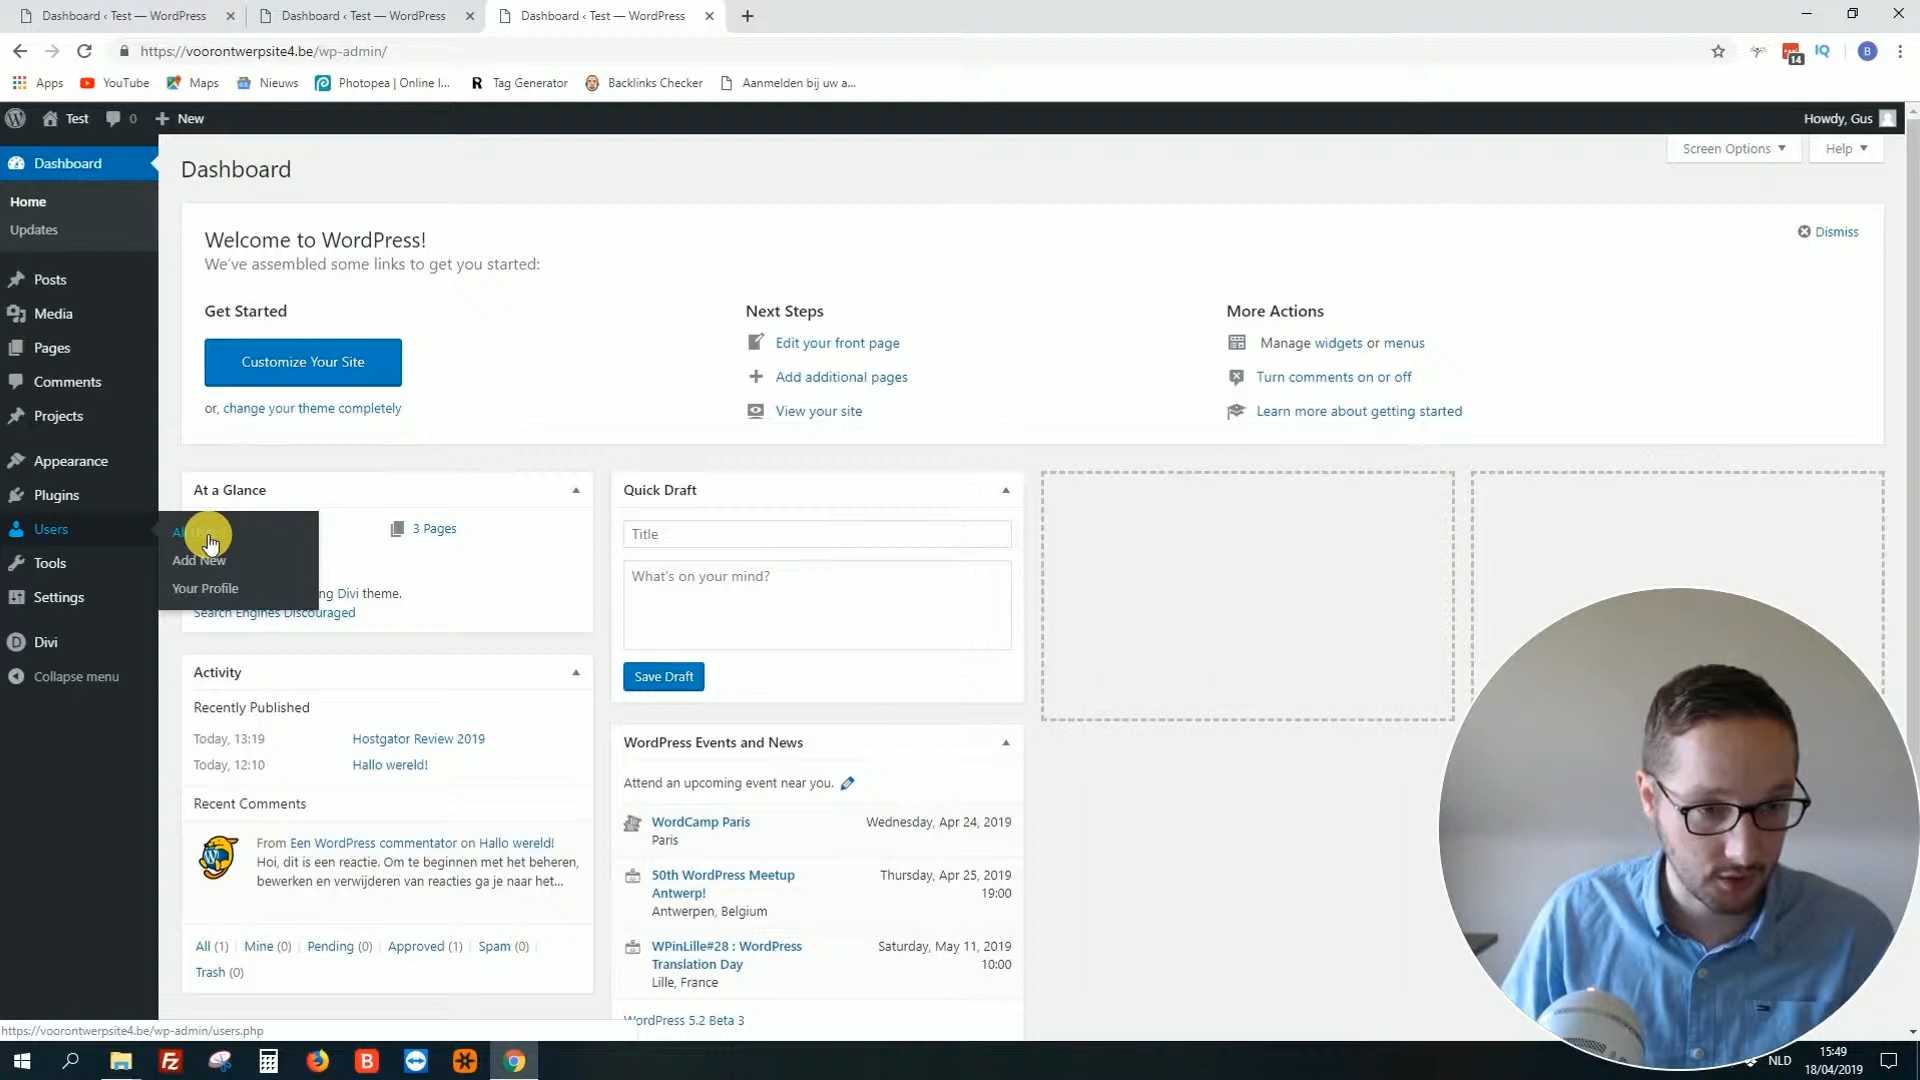 Dashboard ‹ Test — WordPress
Dashboard ‹ Test — WordPress
Dashboard ‹ Test — WordPress
https://voorontwerpsite4.be/wp-admin/
14
IQ
B
Apps
YouTube
Maps
Nieuws
Photopea | Online I...
R Tag Generator
Backlinks Checker
Aanmelden bij uw a...
Test
0
New
Howdy, Gus
Dashboard
Home
Updates
Posts
Media
Pages
Comments
Projects
Appearance
Plugins
Users
Tools
Settings
Divi
Collapse menu
Add New
Your Profile
Dashboard
Screen Options
Help
Welcome to WordPress!
We've assembled some links to get you started:
Dismiss
Get Started
Customize Your Site
or, change your theme completely
Next Steps
Edit your front page
Add additional pages
View your site
More Actions
Manage widgets or menus
Turn comments on or off
Learn more about getting started
At a Glance
3 Pages
ng Divi theme.
Search Engines Discouraged
Activity
Recently Published
Today, 13:19 Hostgator Review 2019
Today, 12:10 Hallo wereld!
Recent Comments
From Een WordPress commentator on Hallo wereld!
Hoi, dit is een reactie. Om te beginnen met het beheren,
bewerken en verwijderen van reacties ga je naar het...
All (1) | Mine (0) | Pending (0) | Approved (1) | Spam (0) |
Trash (0)
Quick Draft
Title
What's on your mind?
Save Draft
WordPress Events and News
Attend an upcoming event near you.
WordCamp Paris
Paris
Wednesday, Apr 24, 2019
50th WordPress Meetup
Antwerp!
Antwerpen, Belgium
Thursday, Apr 25, 2019
19:00
WPinLille#28 : WordPress
Translation Day
Lille, France
Saturday, May 11, 2019
10:00
WordPress 5.2 Beta 3
https://voorontwerpsite4.be/wp-admin/users.php
NLD
15:49
18/04/2019